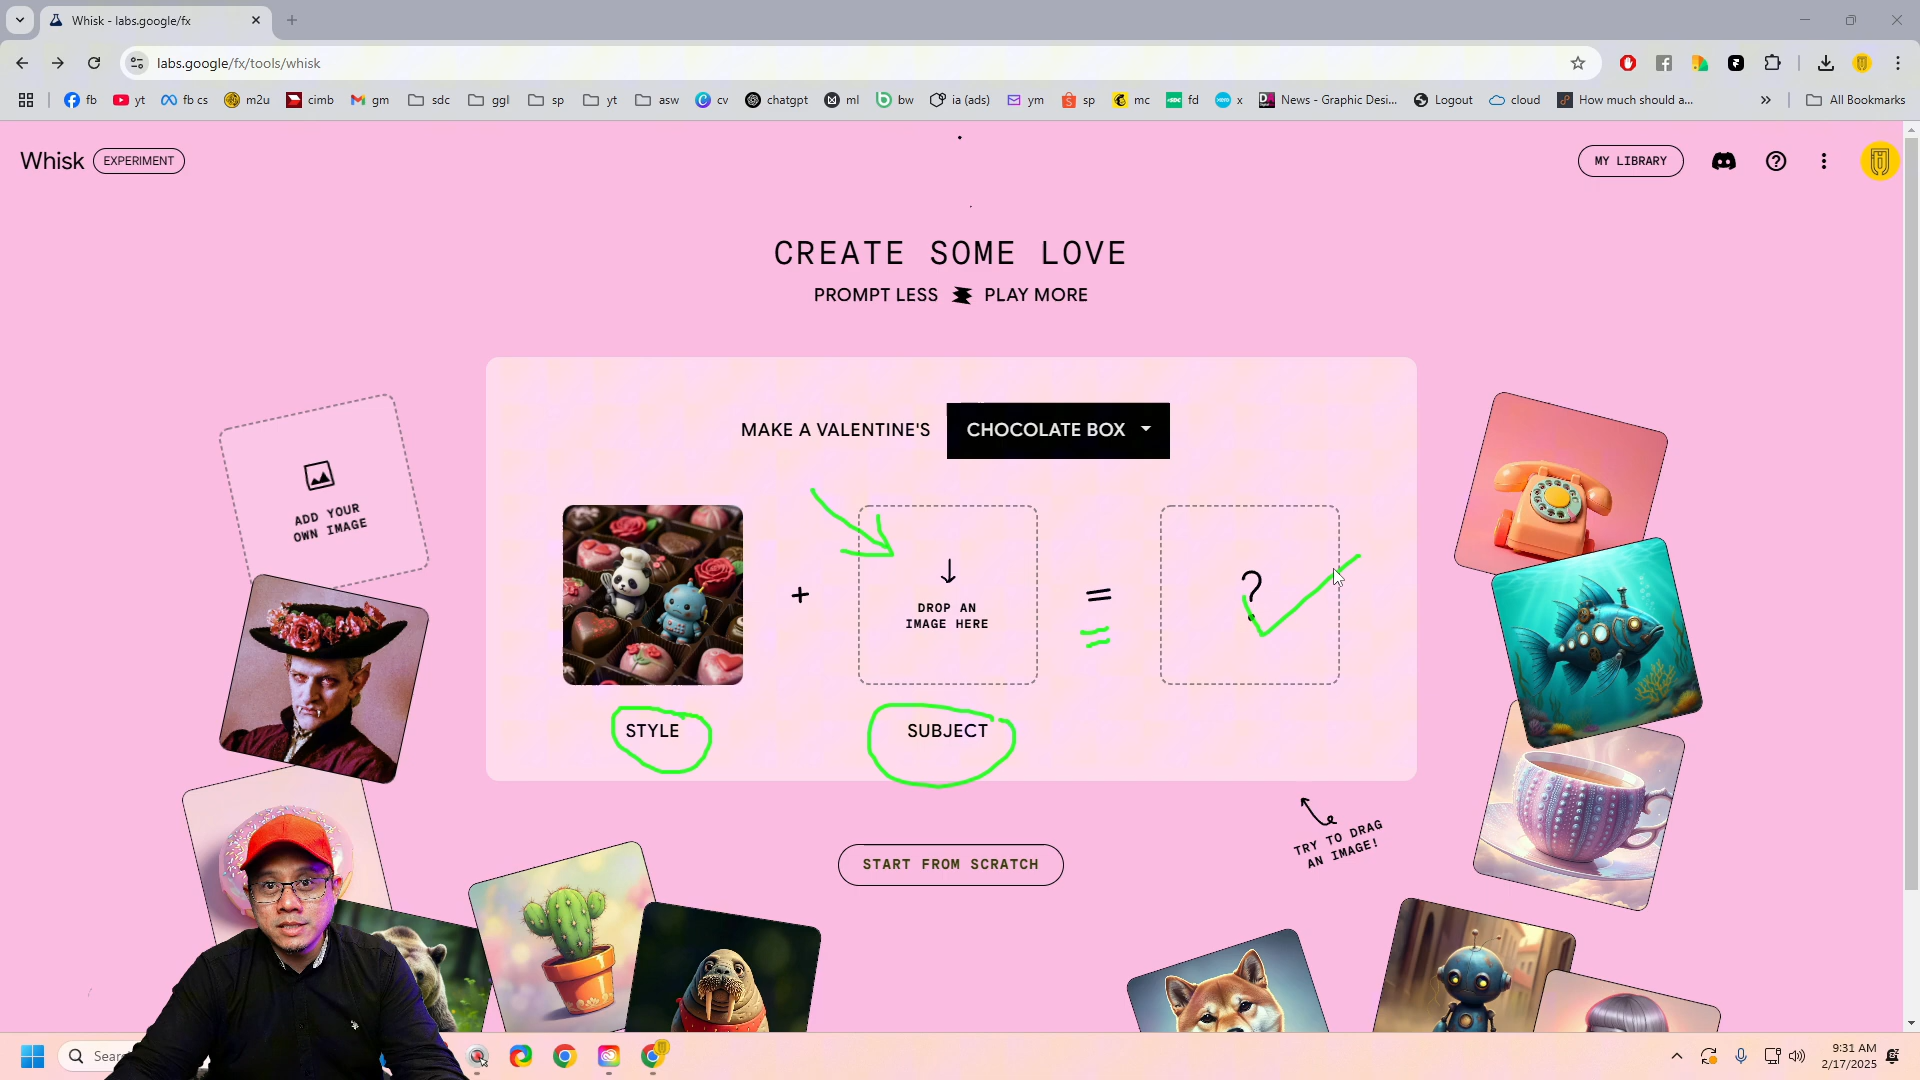 Whisk - labs.google/fx
labs.google/fx/tools/whisk
fb
yt
fb cs
m2u
cimb
gm
sdc
ggl
sp
yt
asw
cv
chatgpt
ml
bw
ia (ads)
ym
sp
mc
fd
x
News - Graphic Desi...
Logout
cloud
How much should a...
All Bookmarks
Whisk
EXPERIMENT
MY LIBRARY
CREATE SOME LOVE
PROMPT LESS PLAY MORE
MAKE A VALENTINE'S CHOCOLATE BOX
ADD YOUR
OWN IMAGE
+
↓
DROP AN
IMAGE HERE
=
?
STYLE
SUBJECT
TRY TO DRAG
AN IMAGE!
START FROM SCRATCH
9:31 AM
2/17/2025